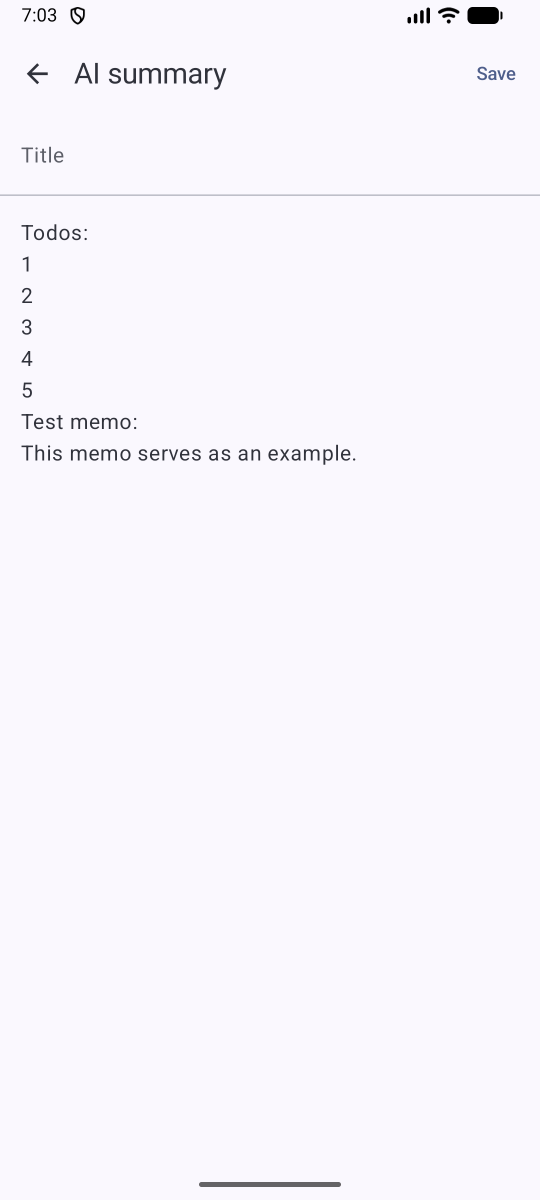 7:03
AI summary
Save
Title
Todos:
1
2
3
4
5
Test memo:
This memo serves as an example.